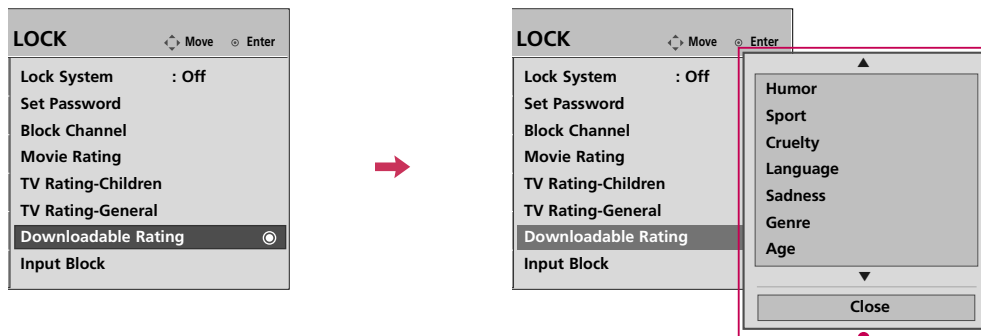 LOCK Move Enter
Lock System : Off
Set Password
Block Channel
Movie Rating
TV Rating-Children
TV Rating-General
Downloadable Rating
Input Block
LOCK Move Enter
Lock System : Off
Set Password
Block Channel
Movie Rating
TV Rating-Children
TV Rating-General
Downloadable Rating
Input Block
Humor
Sport
Cruelty
Language
Sadness
Genre
Age
Close